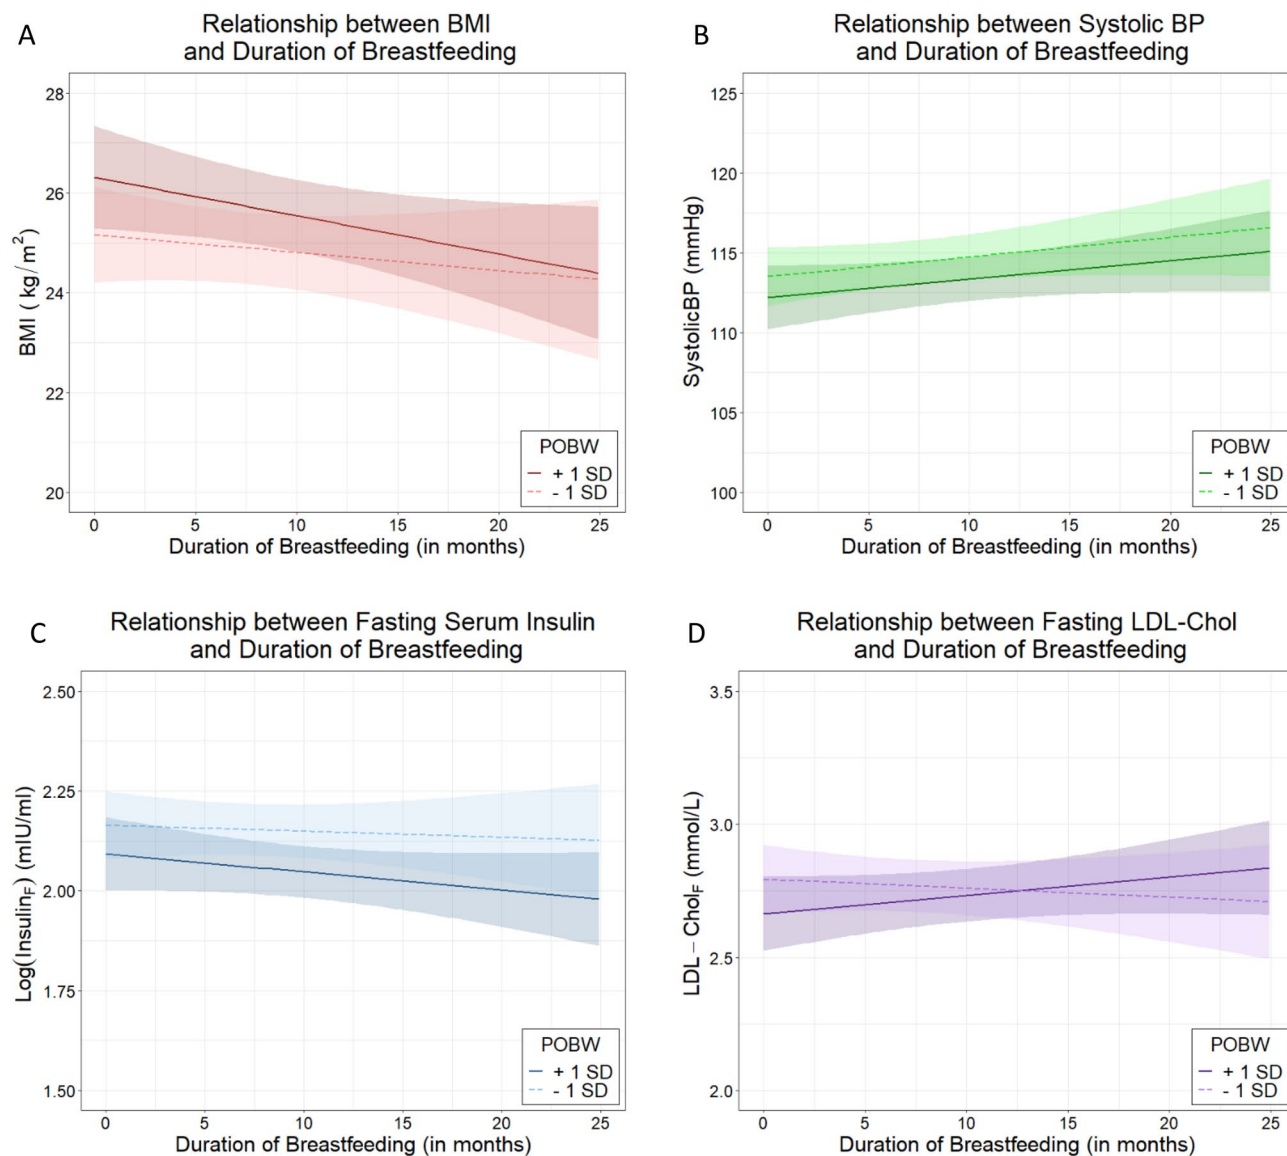 A
Relationship between BMI
and Duration of Breastfeeding
BMI ( kg / m²)
28
26
24
22
20
0 5 10 15 20 25
Duration of Breastfeeding (in months)
POBW
+ 1 SD
- 1 SD
B
Relationship between Systolic BP
and Duration of Breastfeeding
SystolicBP (mmHg)
125
120
115
110
105
100
0 5 10 15 20 25
Duration of Breastfeeding (in months)
POBW
+ 1 SD
- 1 SD
C
Relationship between Fasting Serum Insulin
and Duration of Breastfeeding
Log(InsulinF) (mIU/ml)
2.50
2.25
2.00
1.75
1.50
0 5 10 15 20 25
Duration of Breastfeeding (in months)
POBW
+ 1 SD
- 1 SD
D
Relationship between Fasting LDL-Chol
and Duration of Breastfeeding
LDL − CholF (mmol/L)
3.5
3.0
2.5
2.0
0 5 10 15 20 25
Duration of Breastfeeding (in months)
POBW
+ 1 SD
- 1 SD